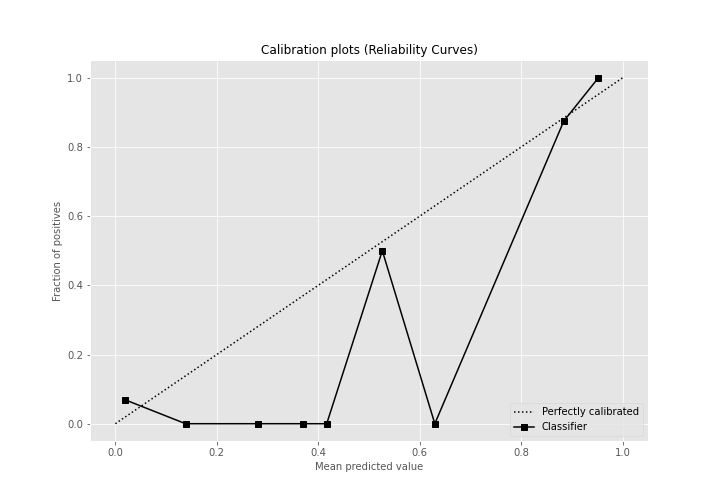 Calibration plots (Reliability Curves)
1.0
0.8
0.6
0.4
0.2
0.0
Fraction of positives
0.0 0.2 0.4 0.6 0.8 1.0
Mean predicted value
Perfectly calibrated
Classifier